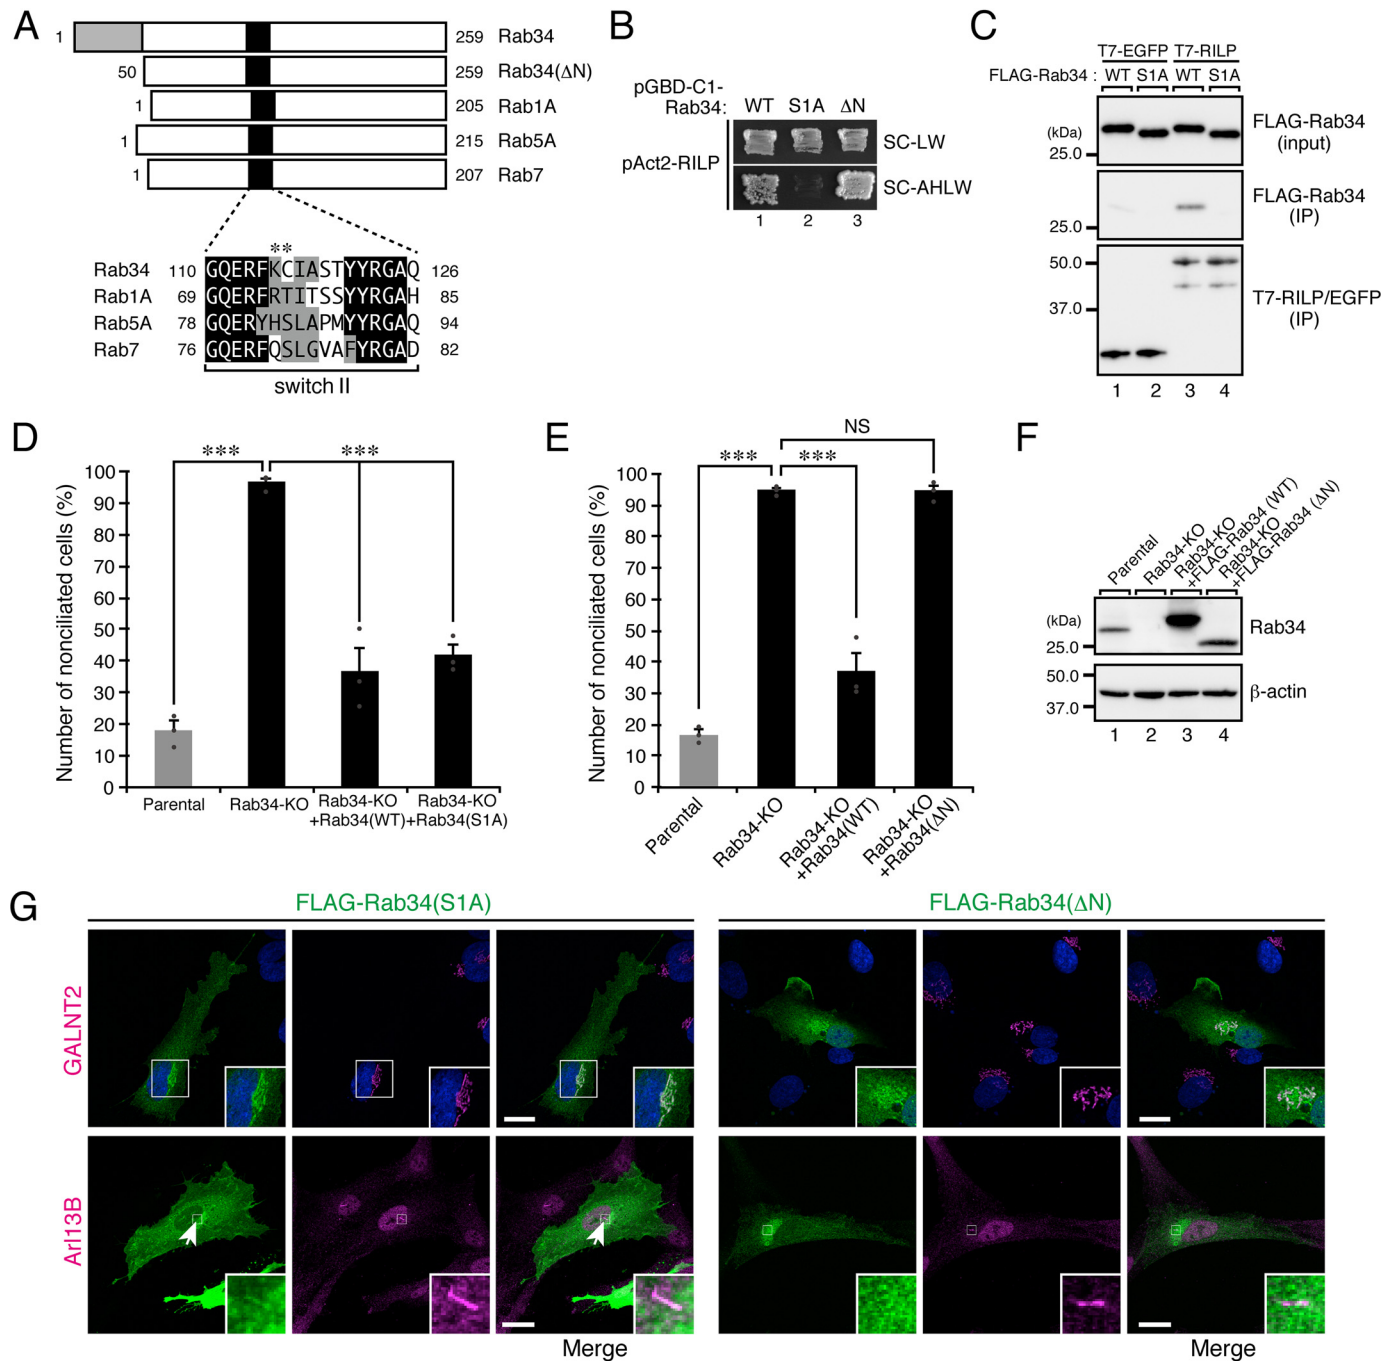 A
1 259 Rab34
50 259 Rab34(ΔN)
1 205 Rab1A
1 215 Rab5A
1 207 Rab7
**
Rab34 110 GQERFKCIASTYYRGAQ 126
Rab1A 69 GQERFRTITSSYYRGAH 85
Rab5A 78 GQERYHSLAPMYYRGAQ 94
Rab7 76 GQERFQSLGVAFYRGAD 82
switch II
B
pGBD-C1-
Rab34: WT S1A ΔN
pAct2-RILP
SC-LW
SC-AHLW
1 2 3
C
T7-EGFP T7-RILP
FLAG-Rab34 : WT S1A WT S1A
(kDa)
25.0
FLAG-Rab34
(input)
25.0
FLAG-Rab34
(IP)
50.0
37.0
T7-RILP/EGFP
(IP)
1 2 3 4
D
Number of nonciliated cells (%)
*** ***
100
90
80
70
60
50
40
30
20
10
0
Parental
Rab34-KO
Rab34-KO
+Rab34(WT)
Rab34-KO
+Rab34(S1A)
E
Number of nonciliated cells (%)
NS
*** ***
100
90
80
70
60
50
40
30
20
10
0
Parental
Rab34-KO
Rab34-KO
+Rab34(WT)
Rab34-KO
+Rab34(ΔN)
F
Parental
Rab34-KO
Rab34-KO
+FLAG-Rab34 (WT)
Rab34-KO
+FLAG-Rab34 (ΔN)
(kDa)
25.0
Rab34
50.0
37.0
β-actin
1 2 3 4
G
FLAG-Rab34(S1A)
FLAG-Rab34(ΔN)
GALNT2
Arl13B
Merge
Merge